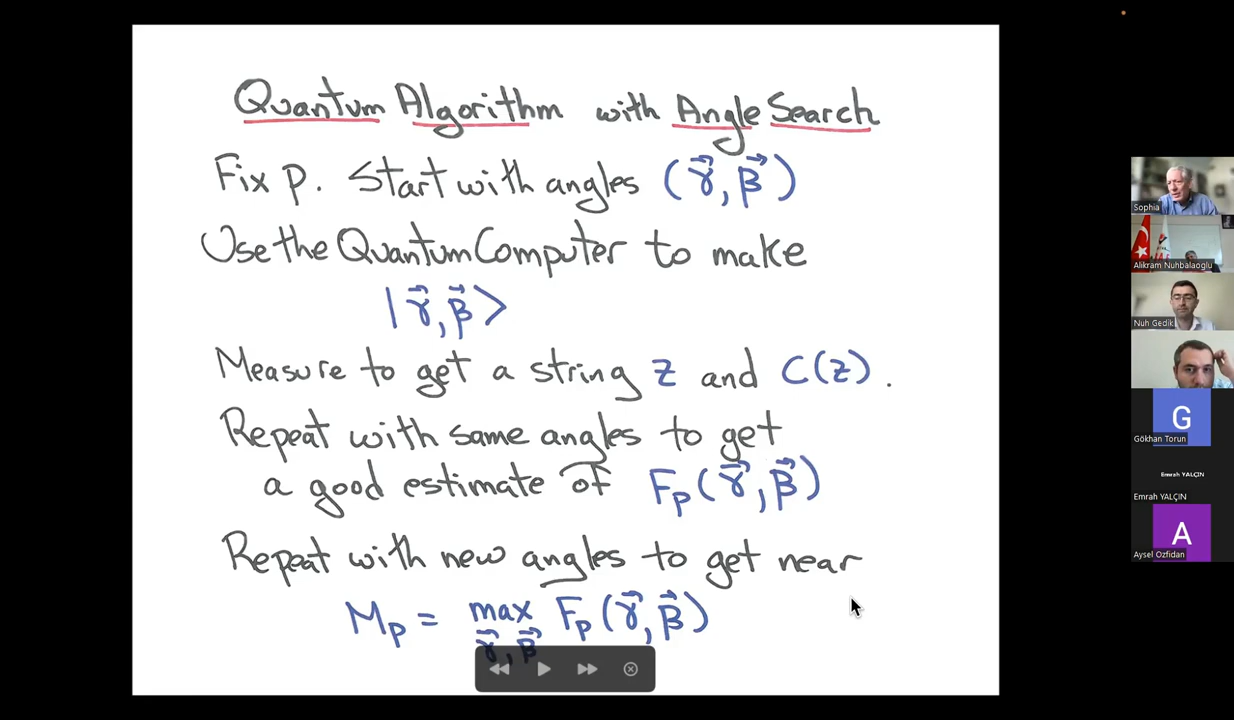 Quantum Algorithm with Angle Search
Fix p. Start with angles (γ⃗, β⃗)
Use the Quantum Computer to make
|γ⃗, β⃗>
Measure to get a string z and C(z).
Repeat with same angles to get
a good estimate of Fₚ(γ⃗, β⃗)
Repeat with new angles to get near
Mₚ = max Fₚ(γ⃗, β⃗)
γ⃗, β⃗
Sophia
Alikram Nuhbalaoglu
Nuh Gedik
G
Gökhan Torun
Emrah YALÇIN
Emrah YALÇIN
A
Aysel Ozfidan